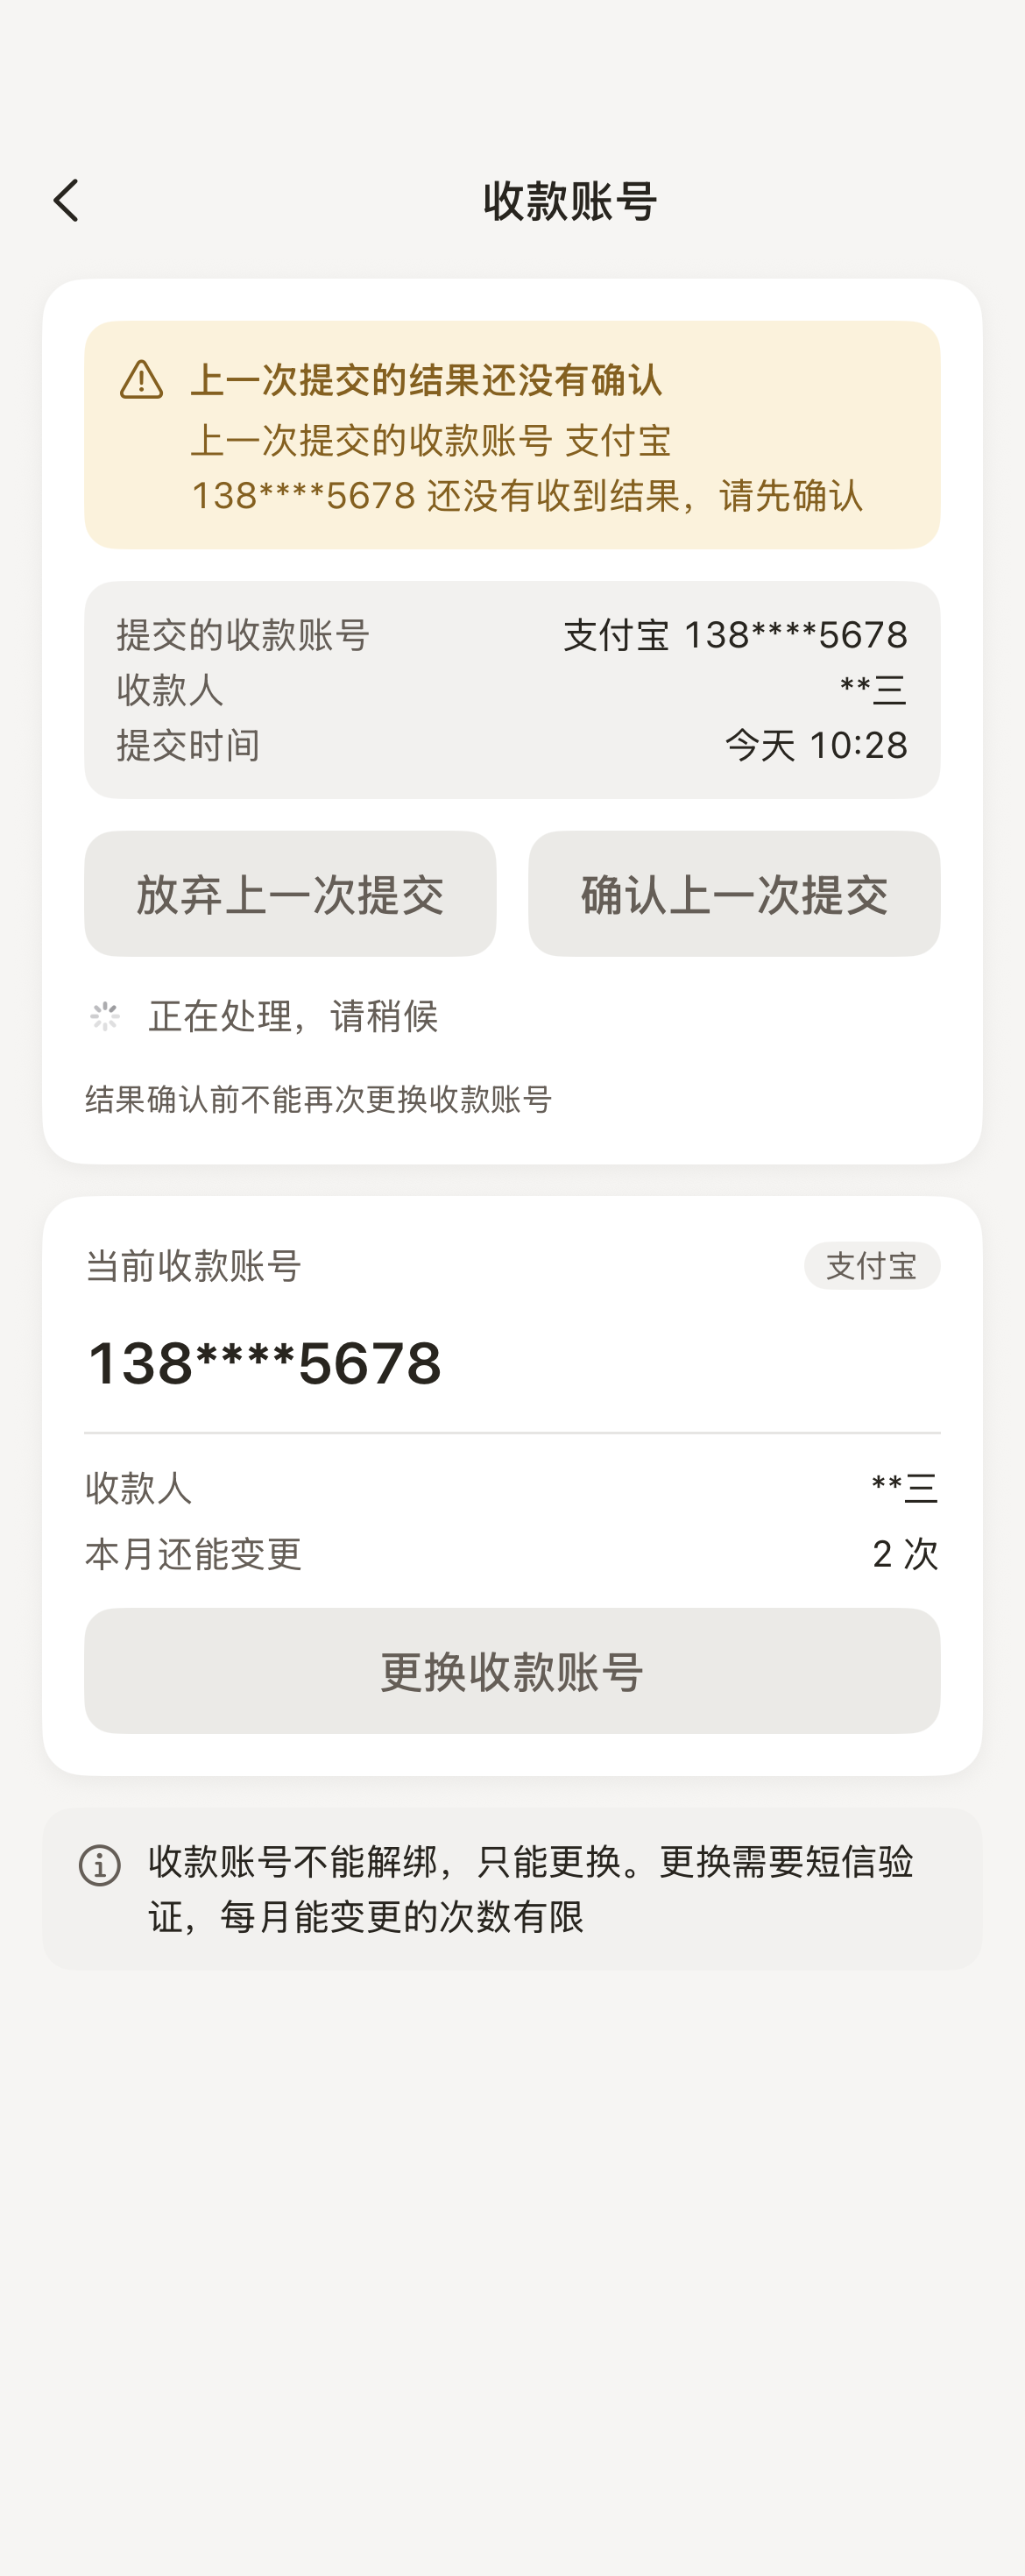 收款账号
上一次提交的结果还没有确认
上一次提交的收款账号 支付宝
138****5678 还没有收到结果，请先确认
提交的收款账号 支付宝 138****5678
收款人 **三
提交时间 今天 10:28
放弃上一次提交 确认上一次提交
正在处理，请稍候
结果确认前不能再次更换收款账号
当前收款账号 支付宝
138****5678
收款人 **三
本月还能变更 2 次
更换收款账号
收款账号不能解绑，只能更换。更换需要短信验
证，每月能变更的次数有限